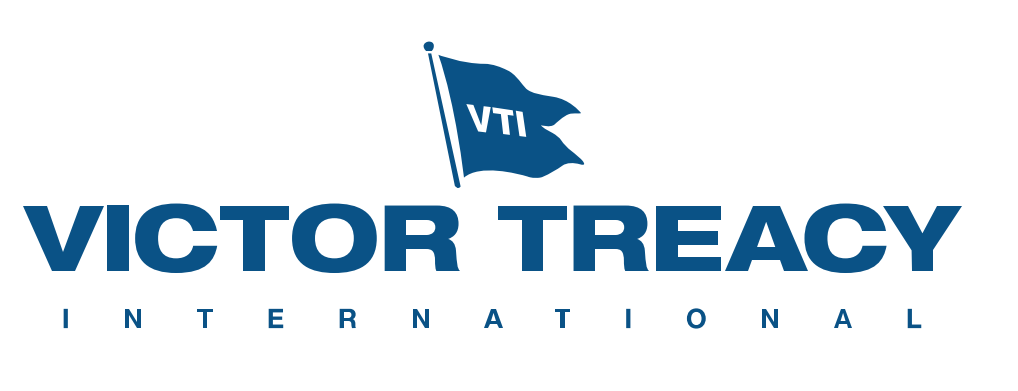 VTI
VICTOR TREACY
INTERNATIONAL